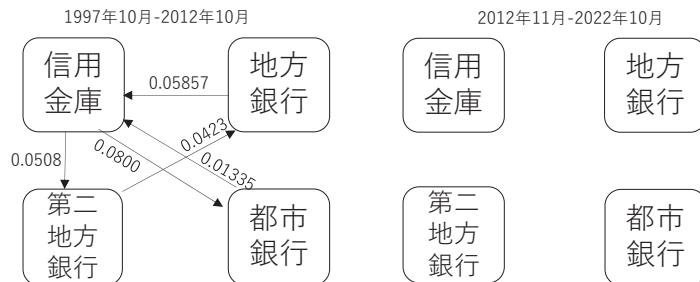 1997年10月-2012年10月
2012年11月-2022年10月
信用
金庫
0.05857
地方
銀行
信用
金庫
地方
銀行
0.0508
0.0800
0.0423
0.01335
第二
地方
銀行
都市
銀行
第二
地方
銀行
都市
銀行